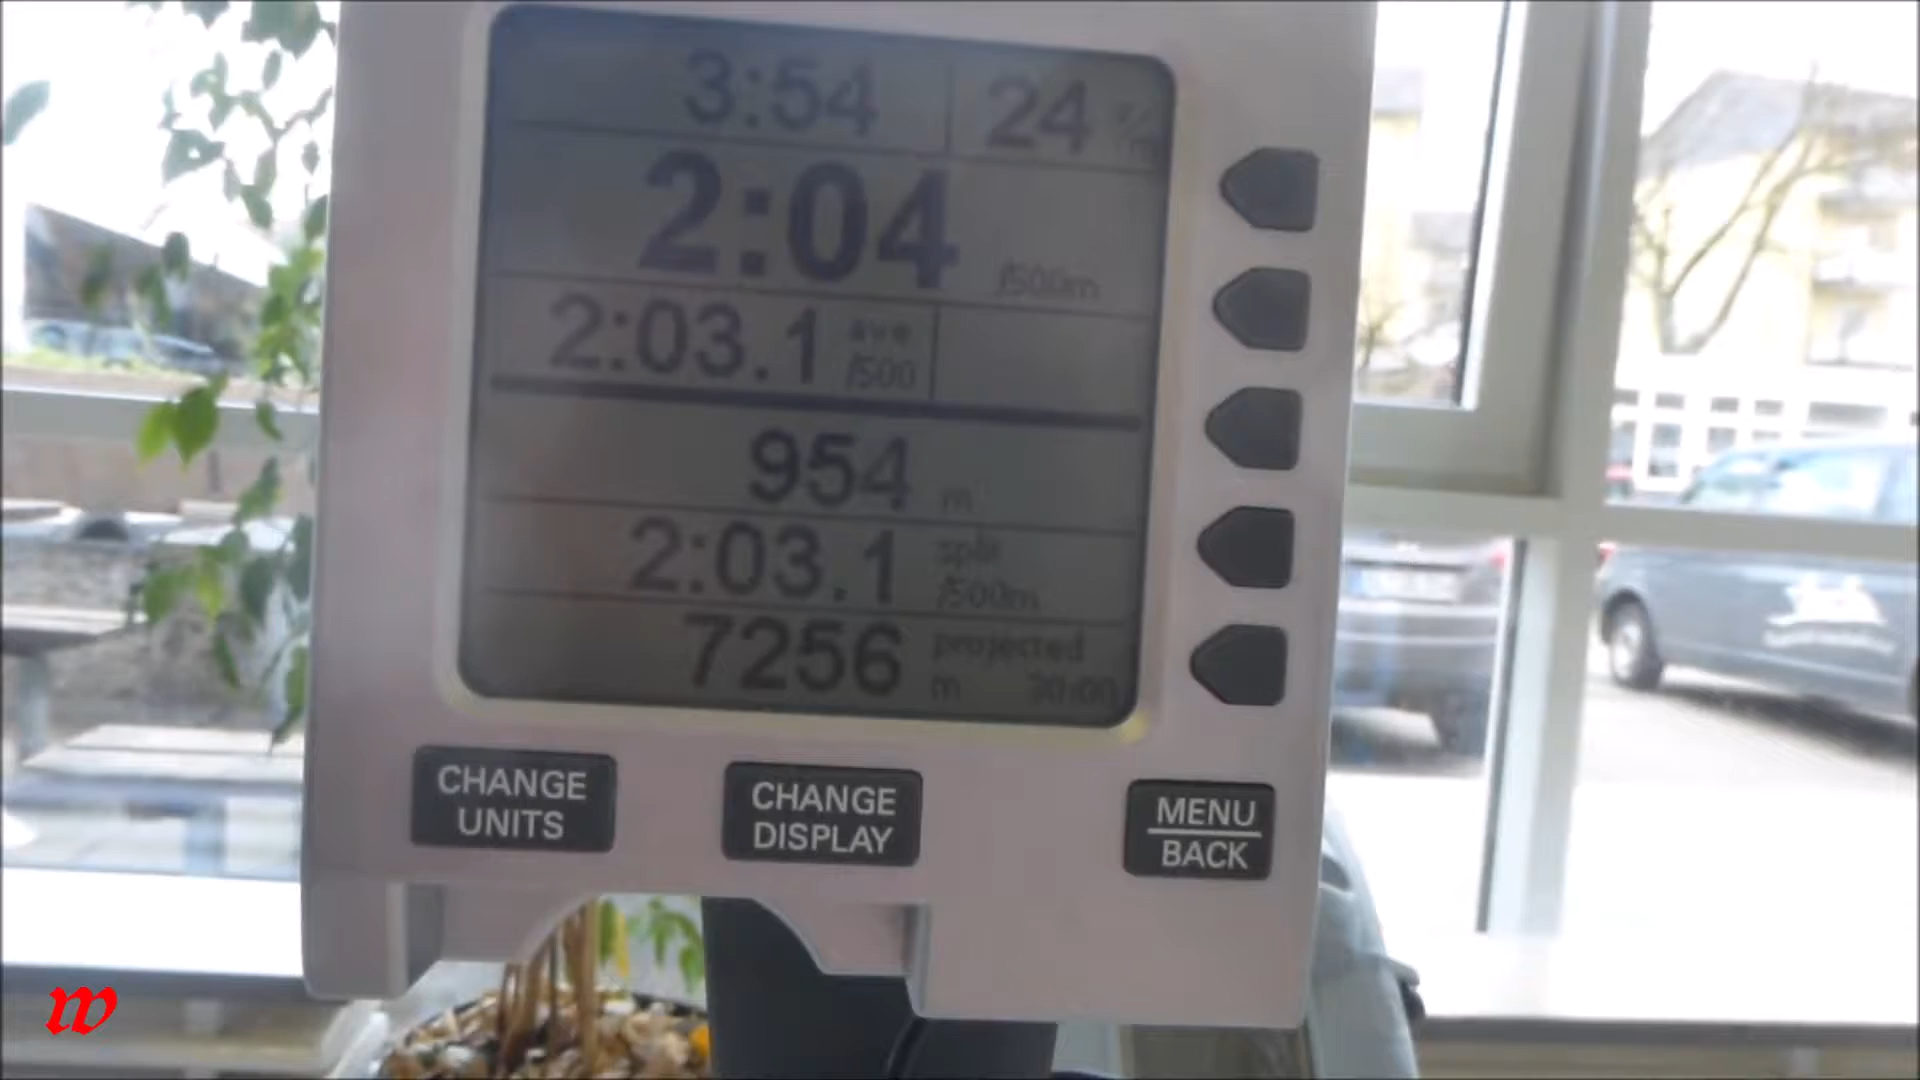 3:54 24 s/m
2:04 /500m
2:03.1 ave /500
954 m
2:03.1 split /500m
7256 projected m 30:00
CHANGE UNITS
CHANGE DISPLAY
MENU BACK
w